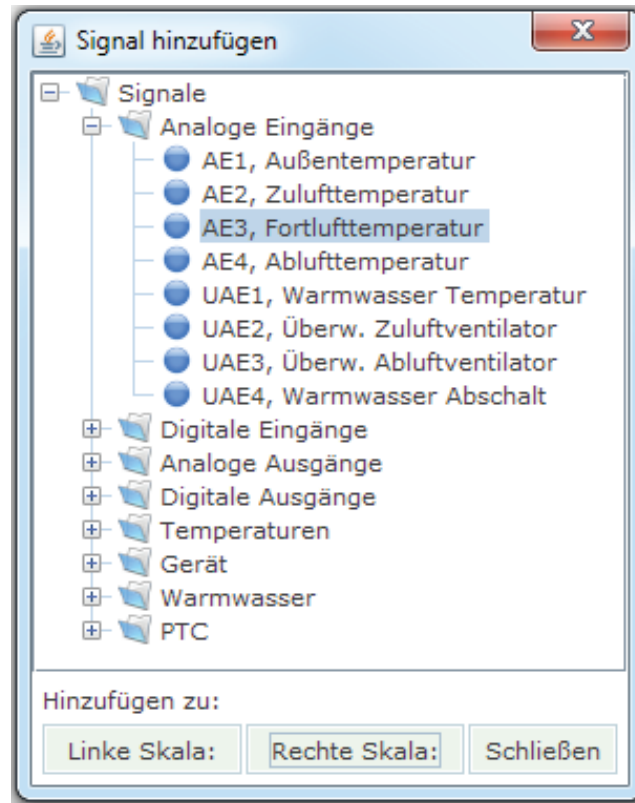 Signal hinzufügen
Signale
Analoge Eingänge
AE1, Außentemperatur
AE2, Zulufttemperatur
AE3, Fortlufttemperatur
AE4, Ablufttemperatur
UAE1, Warmwasser Temperatur
UAE2, Überw. Zuluftventilator
UAE3, Überw. Abluftventilator
UAE4, Warmwasser Abschalt
Digitale Eingänge
Analoge Ausgänge
Digitale Ausgänge
Temperaturen
Gerät
Warmwasser
PTC
Hinzufügen zu:
Linke Skala: Rechte Skala: Schließen